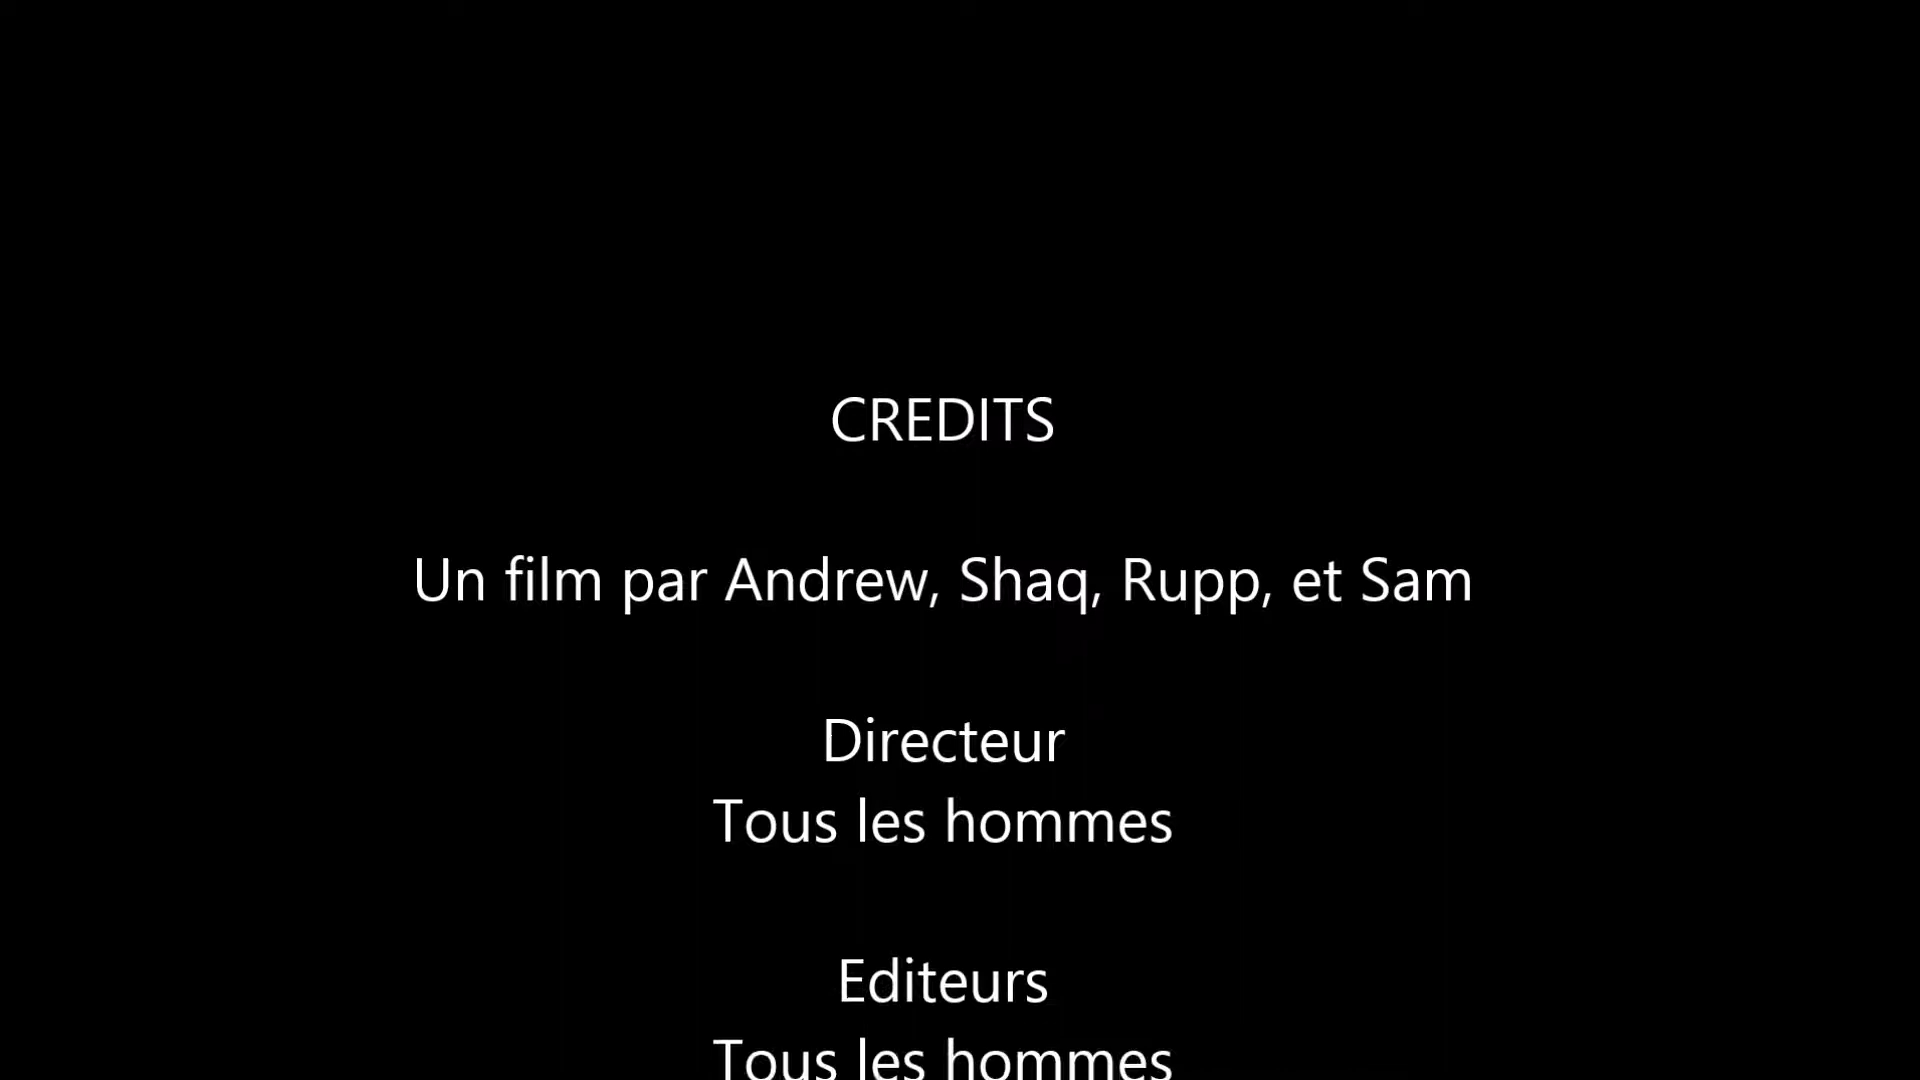 CREDITS
Un film par Andrew, Shaq, Rupp, et Sam
Directeur
Tous les hommes
Editeurs
Tous les hommes